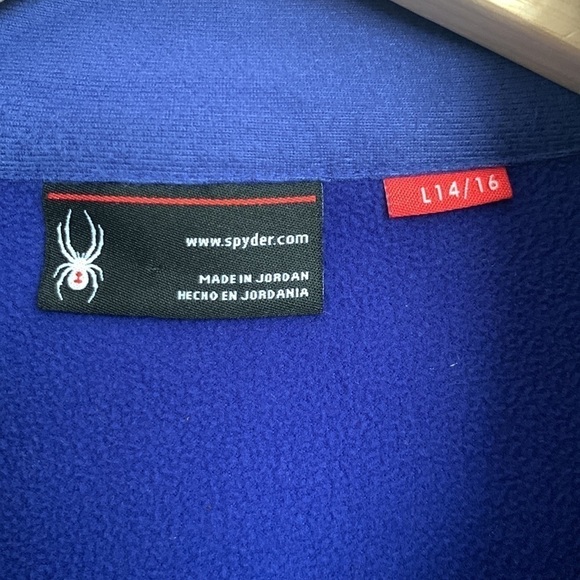 www.spyder.com
MADE IN JORDAN
HECHO EN JORDANIA
L14/16